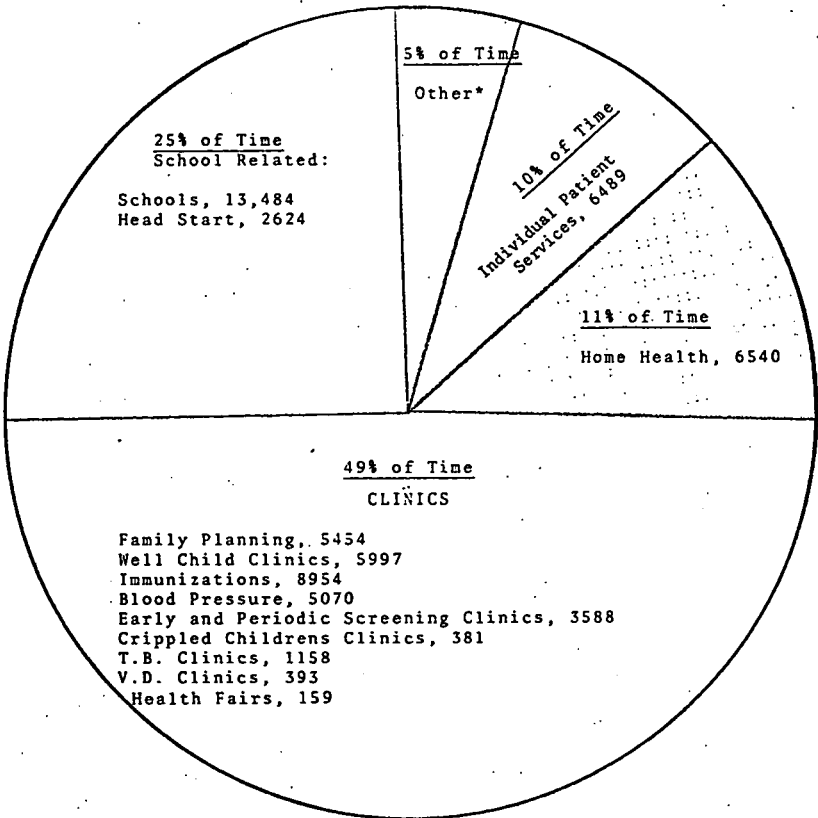 5% of Time
Other*
25% of Time
School Related:
Schools, 13,484
Head Start, 2624
10% of Time
Individual Patient
Services, 6489
11% of Time
Home Health, 6540
49% of Time
CLINICS
Family Planning, 5454
Well Child Clinics, 5997
Immunizations, 8954
Blood Pressure, 5070
Early and Periodic Screening Clinics, 3588
Crippled Childrens Clinics, 381
T.B. Clinics, 1158
V.D. Clinics, 393
Health Fairs, 159